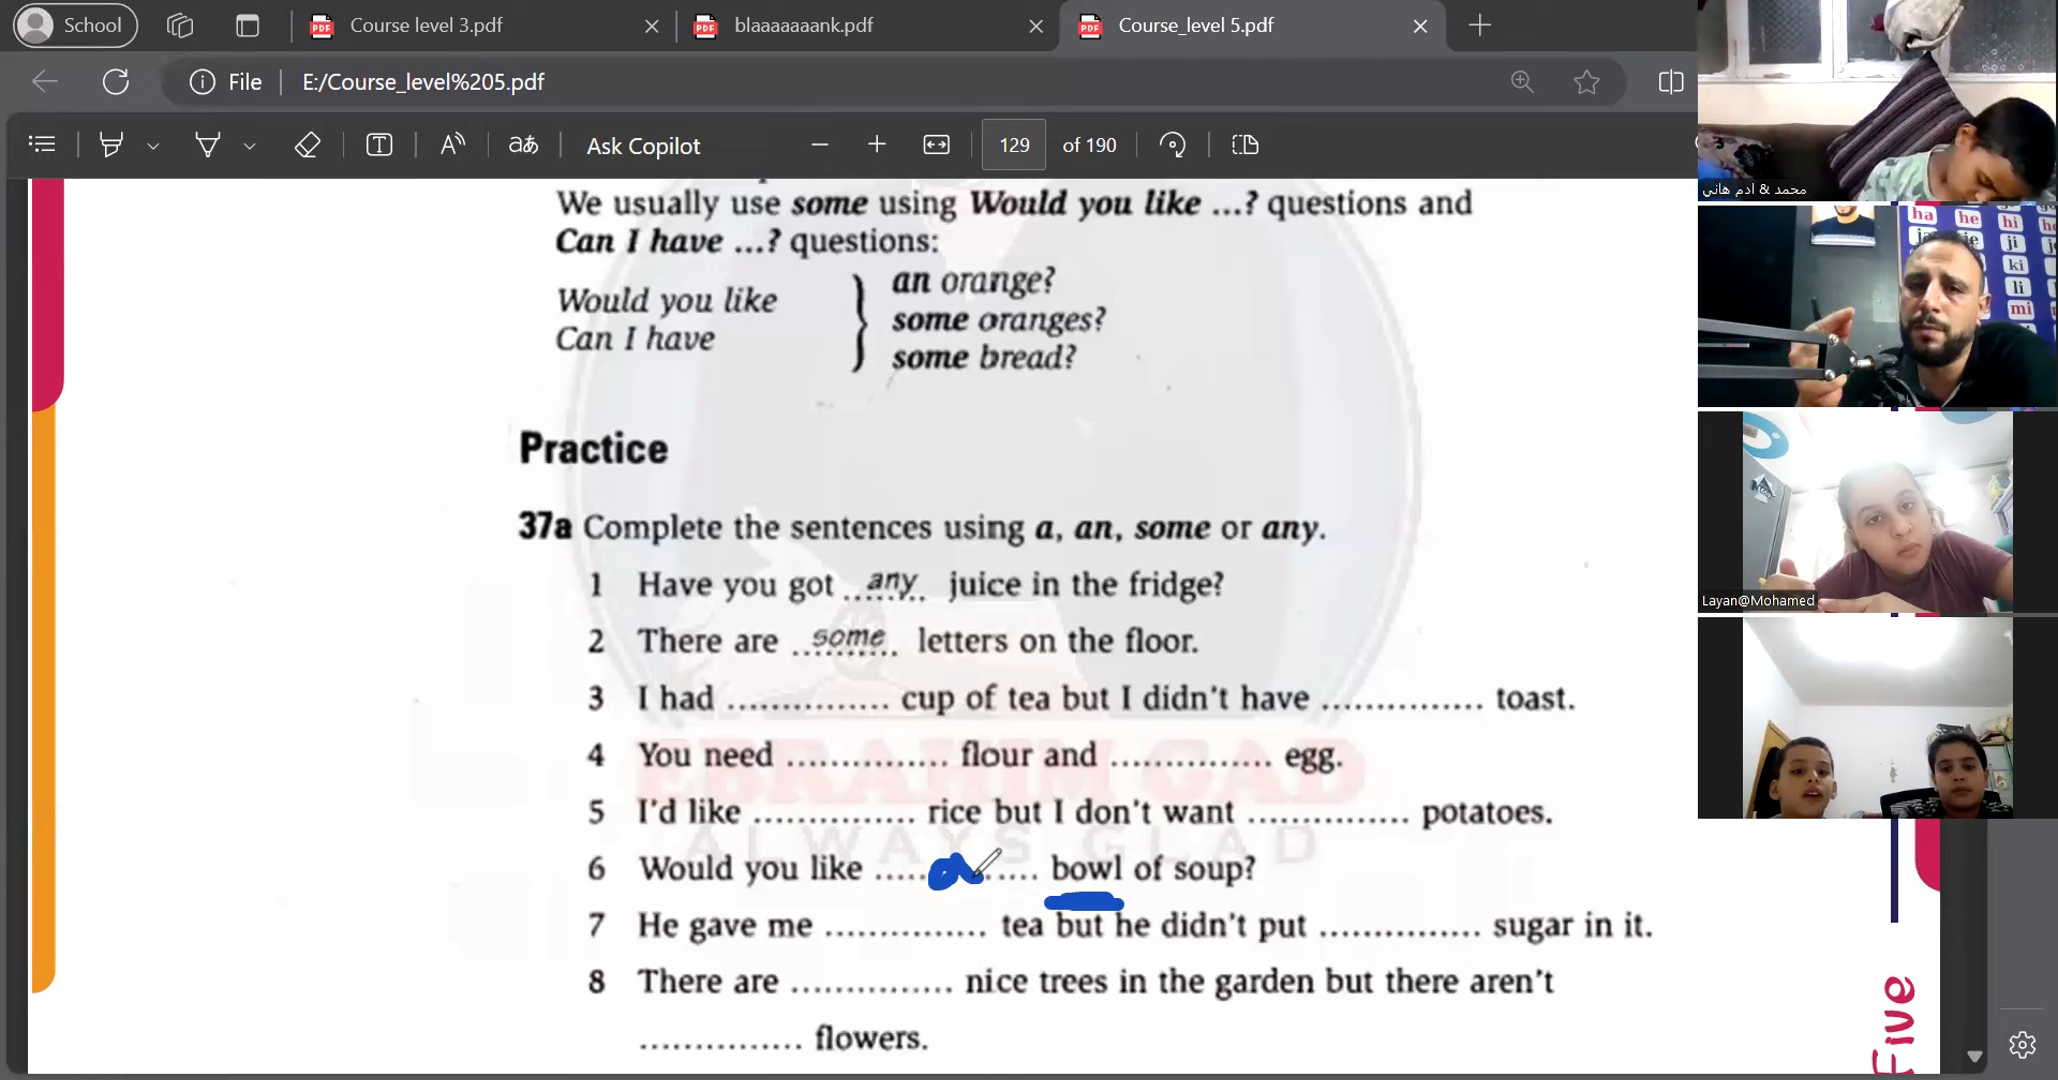 School
Course level 3.pdf
blaaaaaaank.pdf
Course_level 5.pdf
File
E:/Course_level%205.pdf
Ask Copilot
129 of 190
We usually use some using Would you like ...? questions and
Can I have ...? questions:
Would you like
Can I have
an orange?
some oranges?
some bread?
Practice
37a Complete the sentences using a, an, some or any.
1 Have you got ...any... juice in the fridge?
2 There are ...some... letters on the floor.
3 I had ............... cup of tea but I didn't have ............... toast.
4 You need ............... flour and ............... egg.
5 I'd like ............... rice but I don't want ............... potatoes.
6 Would you like .....a..... bowl of soup?
7 He gave me ............... tea but he didn't put ............... sugar in it.
8 There are ............... nice trees in the garden but there aren't
............... flowers.
EBRAHIM GAD
ALWAYS GLAD
Five
محمد & ادم هاني
ha he hi
ji
ki
li
mi
Layan@Mohamed